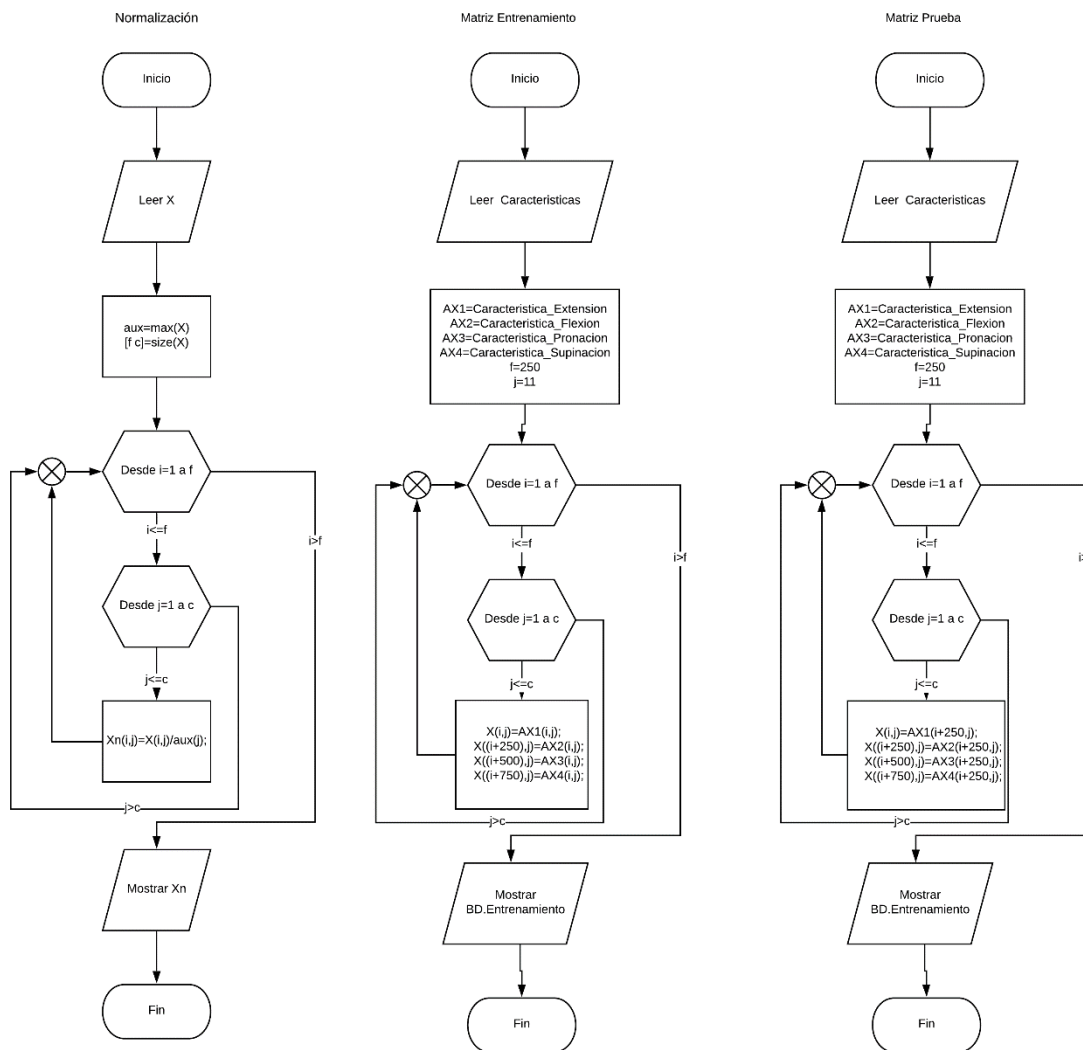 Normalización
Inicio
Leer X
aux=max(X)
[f c]=size(X)
Desde i=1 a f
i<=f
i>f
Desde j=1 a c
j<=c
Xn(i,j)=X(i,j)/aux(j);
j>c
Mostrar Xn
Fin
Matriz Entrenamiento
Inicio
Leer Caracteristicas
AX1=Caracteristica_Extension
AX2=Caracteristica_Flexion
AX3=Caracteristica_Pronacion
AX4=Caracteristica_Supinacion
f=250
j=11
Desde i=1 a f
i<=f
i>f
Desde j=1 a c
j<=c
X(i,j)=AX1(i,j);
X((i+250),j)=AX2(i,j);
X((i+500),j)=AX3(i,j);
X((i+750),j)=AX4(i,j);
j>c
Mostrar
BD.Entrenamiento
Fin
Matriz Prueba
Inicio
Leer Caracteristicas
AX1=Caracteristica_Extension
AX2=Caracteristica_Flexion
AX3=Caracteristica_Pronacion
AX4=Caracteristica_Supinacion
f=250
j=11
Desde i=1 a f
i<=f
i>
Desde j=1 a c
j<=c
X(i,j)=AX1(i+250,j);
X((i+250),j)=AX2(i+250,j);
X((i+500),j)=AX3(i+250,j);
X((i+750),j)=AX4(i+250,j);
j>c
Mostrar
BD.Entrenamiento
Fin